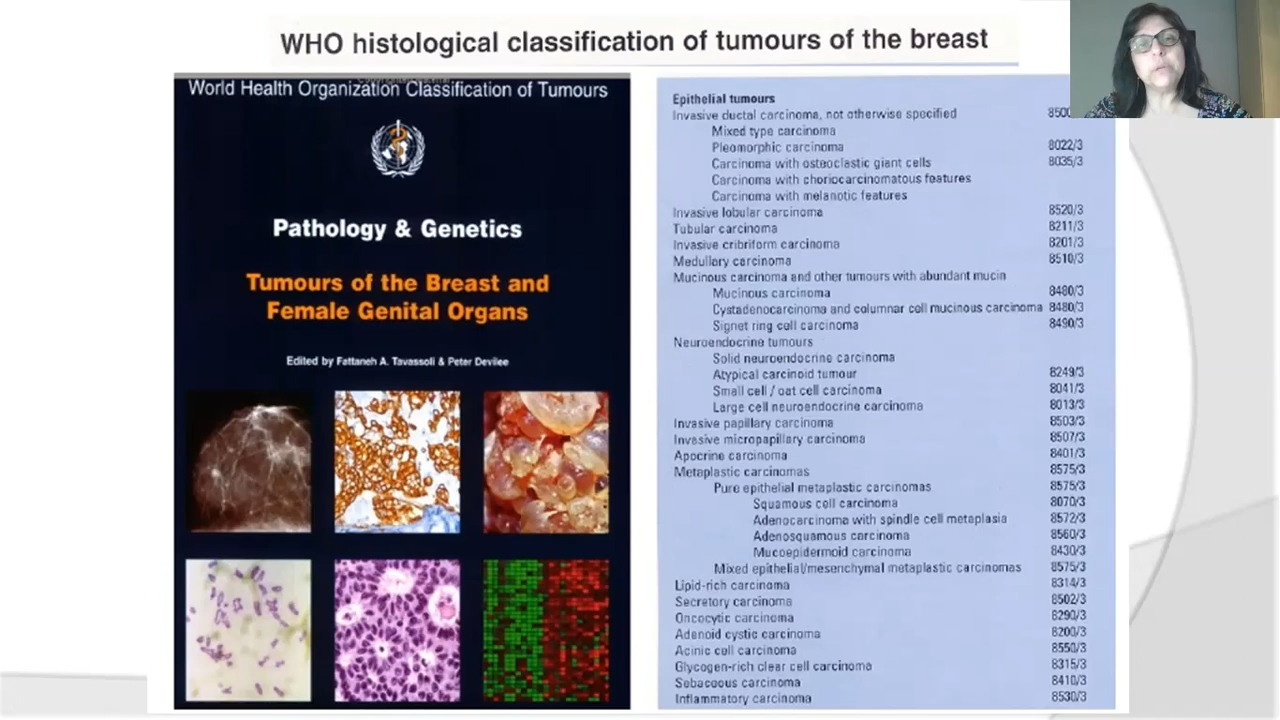 WHO histological classification of tumours of the breast
World Health Organization Classification of Tumours
Pathology & Genetics
Tumours of the Breast and
Female Genital Organs
Edited by Fattaneh A. Tavassoli & Peter Devilee
Epithelial tumours
Invasive ductal carcinoma, not otherwise specified 8500
Mixed type carcinoma
Pleomorphic carcinoma 8022/3
Carcinoma with osteoclastic giant cells 8035/3
Carcinoma with choriocarcinomatous features
Carcinoma with melanotic features
Invasive lobular carcinoma 8520/3
Tubular carcinoma 8211/3
Invasive cribriform carcinoma 8201/3
Medullary carcinoma 8510/3
Mucinous carcinoma and other tumours with abundant mucin
Mucinous carcinoma 8480/3
Cystadenocarcinoma and columnar cell mucinous carcinoma 8480/3
Signet ring cell carcinoma 8490/3
Neuroendocrine tumours
Solid neuroendocrine carcinoma
Atypical carcinoid tumour 8249/3
Small cell / oat cell carcinoma 8041/3
Large cell neuroendocrine carcinoma 8013/3
Invasive papillary carcinoma 8503/3
Invasive micropapillary carcinoma 8507/3
Apocrine carcinoma 8401/3
Metaplastic carcinomas 8575/3
Pure epithelial metaplastic carcinomas 8575/3
Squamous cell carcinoma 8070/3
Adenocarcinoma with spindle cell metaplasia 8572/3
Adenosquamous carcinoma 8560/3
Mucoepidermoid carcinoma 8430/3
Mixed epithelial/mesenchymal metaplastic carcinomas 8575/3
Lipid-rich carcinoma 8314/3
Secretory carcinoma 8502/3
Oncocytic carcinoma 8290/3
Adenoid cystic carcinoma 8200/3
Acinic cell carcinoma 8550/3
Glycogen-rich clear cell carcinoma 8315/3
Sebaceous carcinoma 8410/3
Inflammatory carcinoma 8530/3